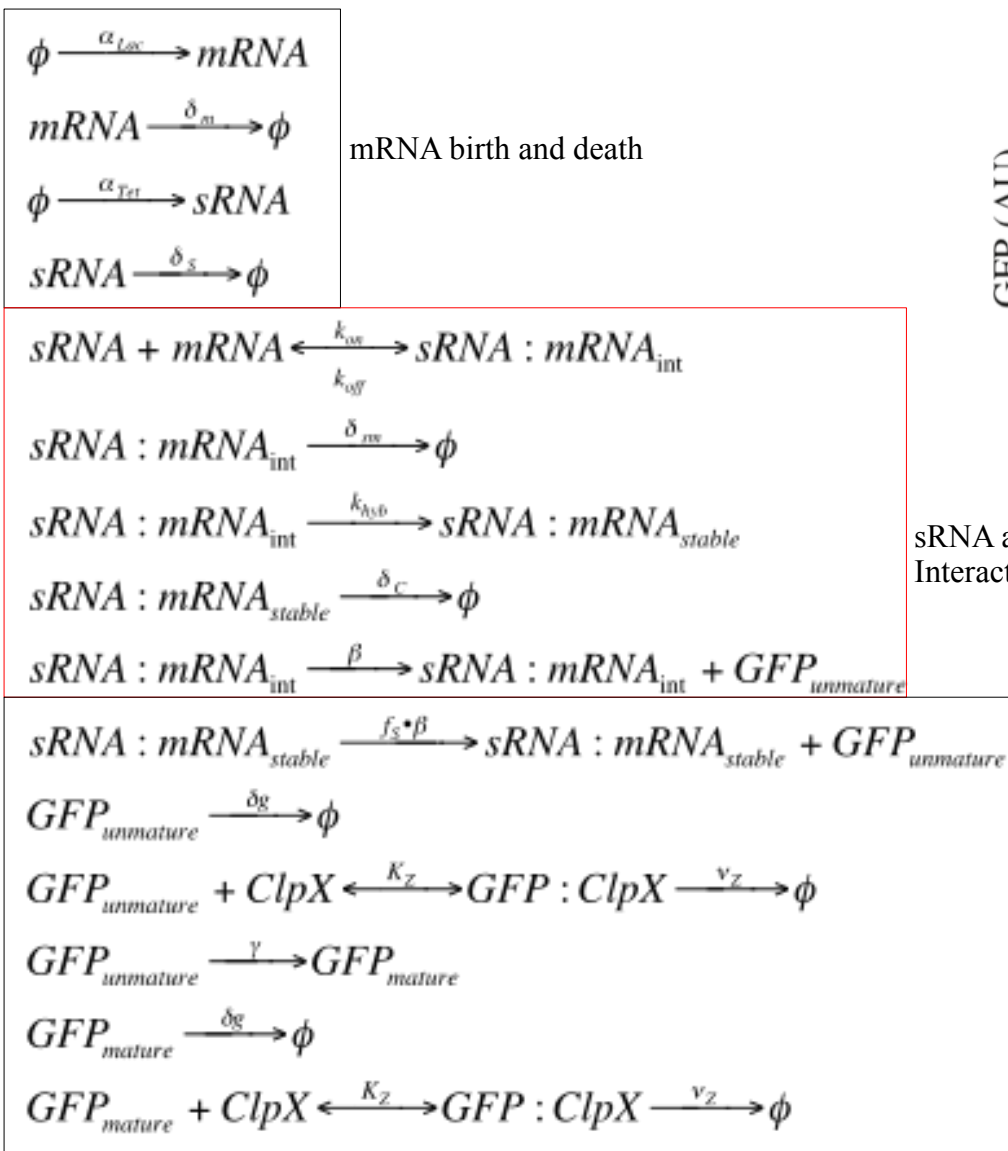 ϕ —α_Lac→ mRNA
mRNA —δ_m→ ϕ
mRNA birth and death
ϕ —α_Tet→ sRNA
sRNA —δ_S→ ϕ
GFP (AU)
sRNA + mRNA ←k_on/k_off→ sRNA : mRNA_int
sRNA : mRNA_int —δ_sm→ ϕ
sRNA : mRNA_int —k_hyb→ sRNA : mRNA_stable
sRNA a
Interact
sRNA : mRNA_stable —δ_C→ ϕ
sRNA : mRNA_int —β→ sRNA : mRNA_int + GFP_unmature
sRNA : mRNA_stable —f_S•β→ sRNA : mRNA_stable + GFP_unmature
GFP_unmature —δg→ ϕ
GFP_unmature + ClpX ←K_Z→ GFP : ClpX —ν_Z→ ϕ
GFP_unmature —γ→ GFP_mature
GFP_mature —δg→ ϕ
GFP_mature + ClpX ←K_Z→ GFP : ClpX —ν_Z→ ϕ